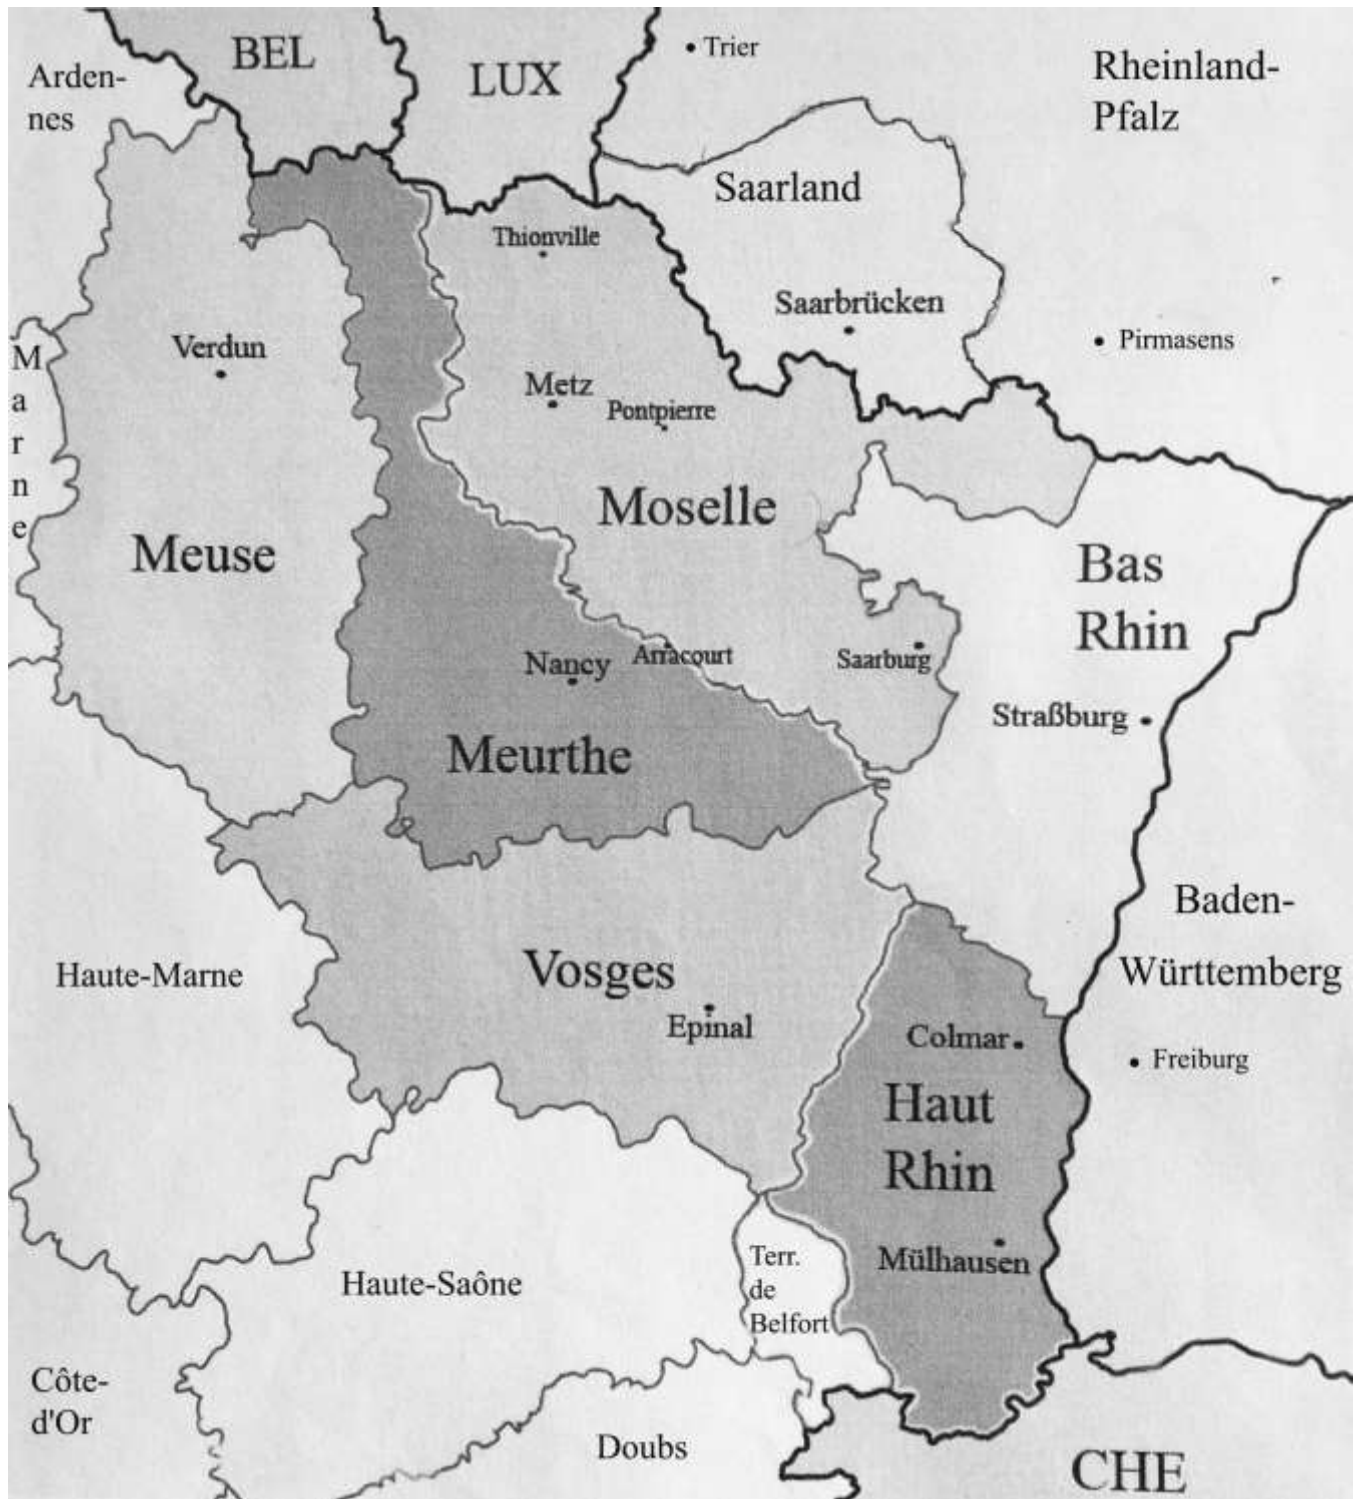 BEL
LUX
Trier
Rheinland-
Pfalz
Arden-
nes
Saarland
Thionville
Saarbrücken
Pirmasens
M
a
r
n
e
Verdun
Metz
Pontpierre
Moselle
Meuse
Bas
Rhin
Nancy
Arracourt
Saarburg
Straßburg
Meurthe
Baden-
Württemberg
Haute-Marne
Vosges
Epinal
Colmar
Freiburg
Haut
Rhin
Mülhausen
Haute-Saône
Terr.
de
Belfort
Côte-
d'Or
Doubs
CHE